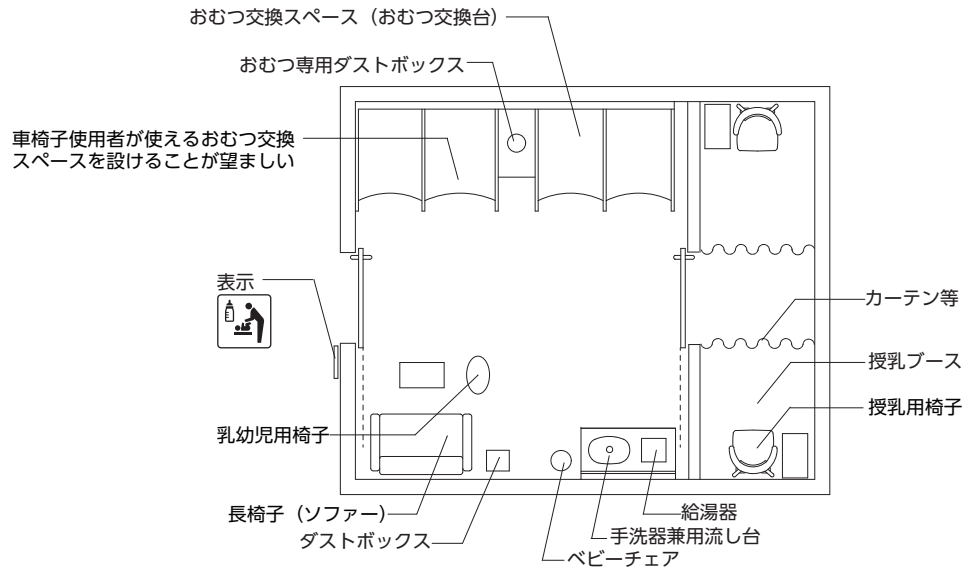 おむつ交換スペース（おむつ交換台）
おむつ専用ダストボックス
車椅子使用者が使えるおむつ交換
スペースを設けることが望ましい
表示
カーテン等
授乳ブース
授乳用椅子
乳幼児用椅子
長椅子（ソファー）
給湯器
手洗器兼用流し台
ダストボックス
ベビーチェア